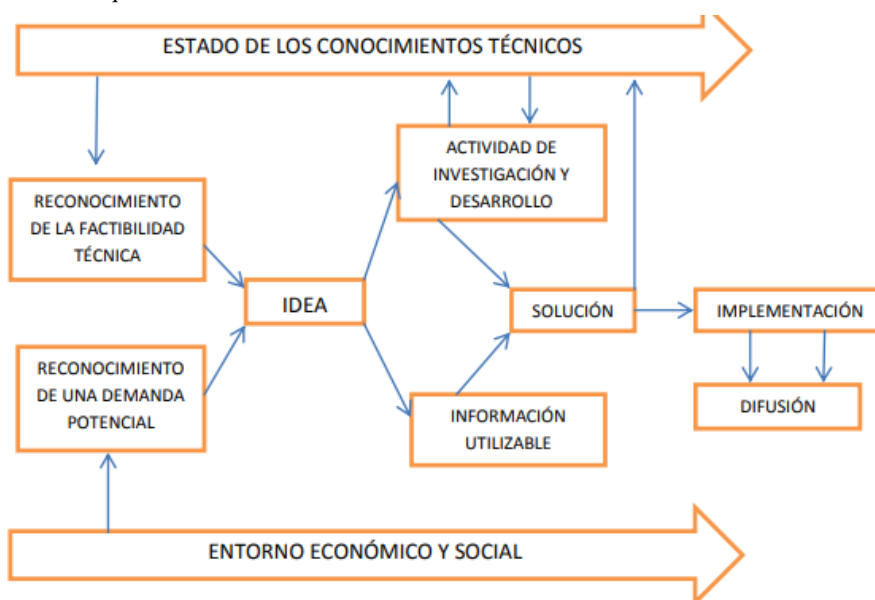 ESTADO DE LOS CONOCIMIENTOS TÉCNICOS
ACTIVIDAD DE
INVESTIGACIÓN Y
DESARROLLO
RECONOCIMIENTO
DE LA FACTIBILIDAD
TÉCNICA
IDEA
SOLUCIÓN
IMPLEMENTACIÓN
RECONOCIMIENTO
DE UNA DEMANDA
POTENCIAL
INFORMACIÓN
UTILIZABLE
DIFUSIÓN
ENTORNO ECONÓMICO Y SOCIAL